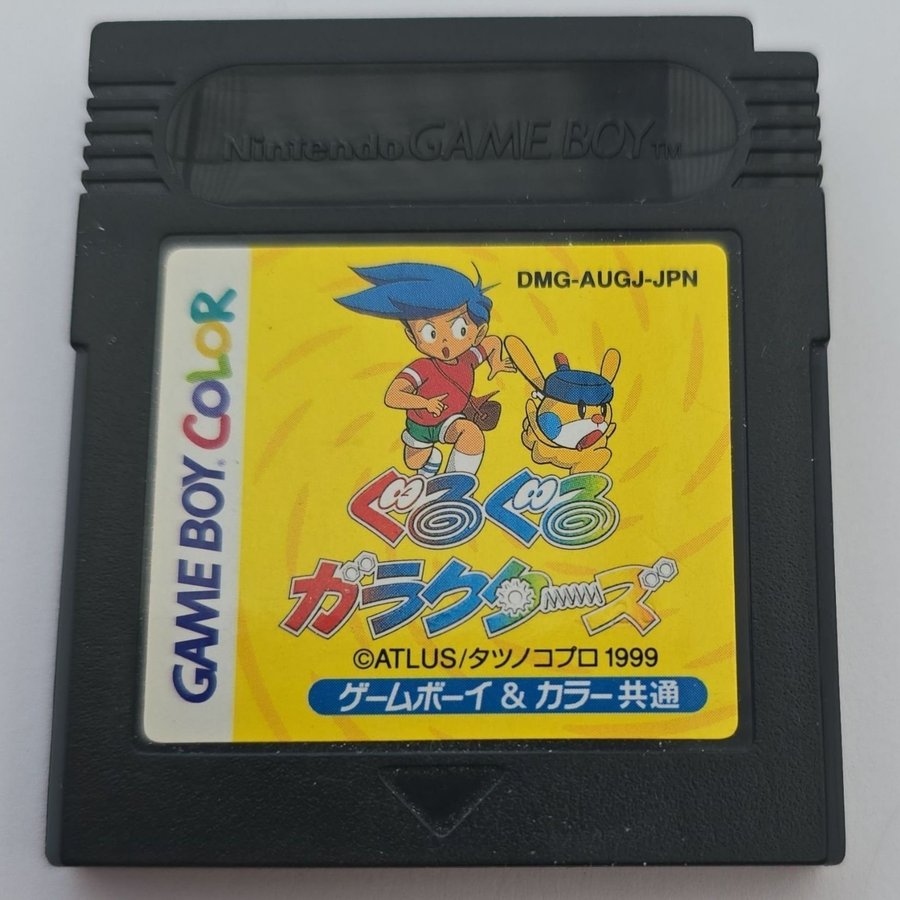 Nintendo GAME BOY TM
GAME BOY COLOR
DMG-AUGJ-JPN
ぐるぐる
ガラクターズ
©ATLUS/タツノコプロ 1999
ゲームボーイ & カラー共通